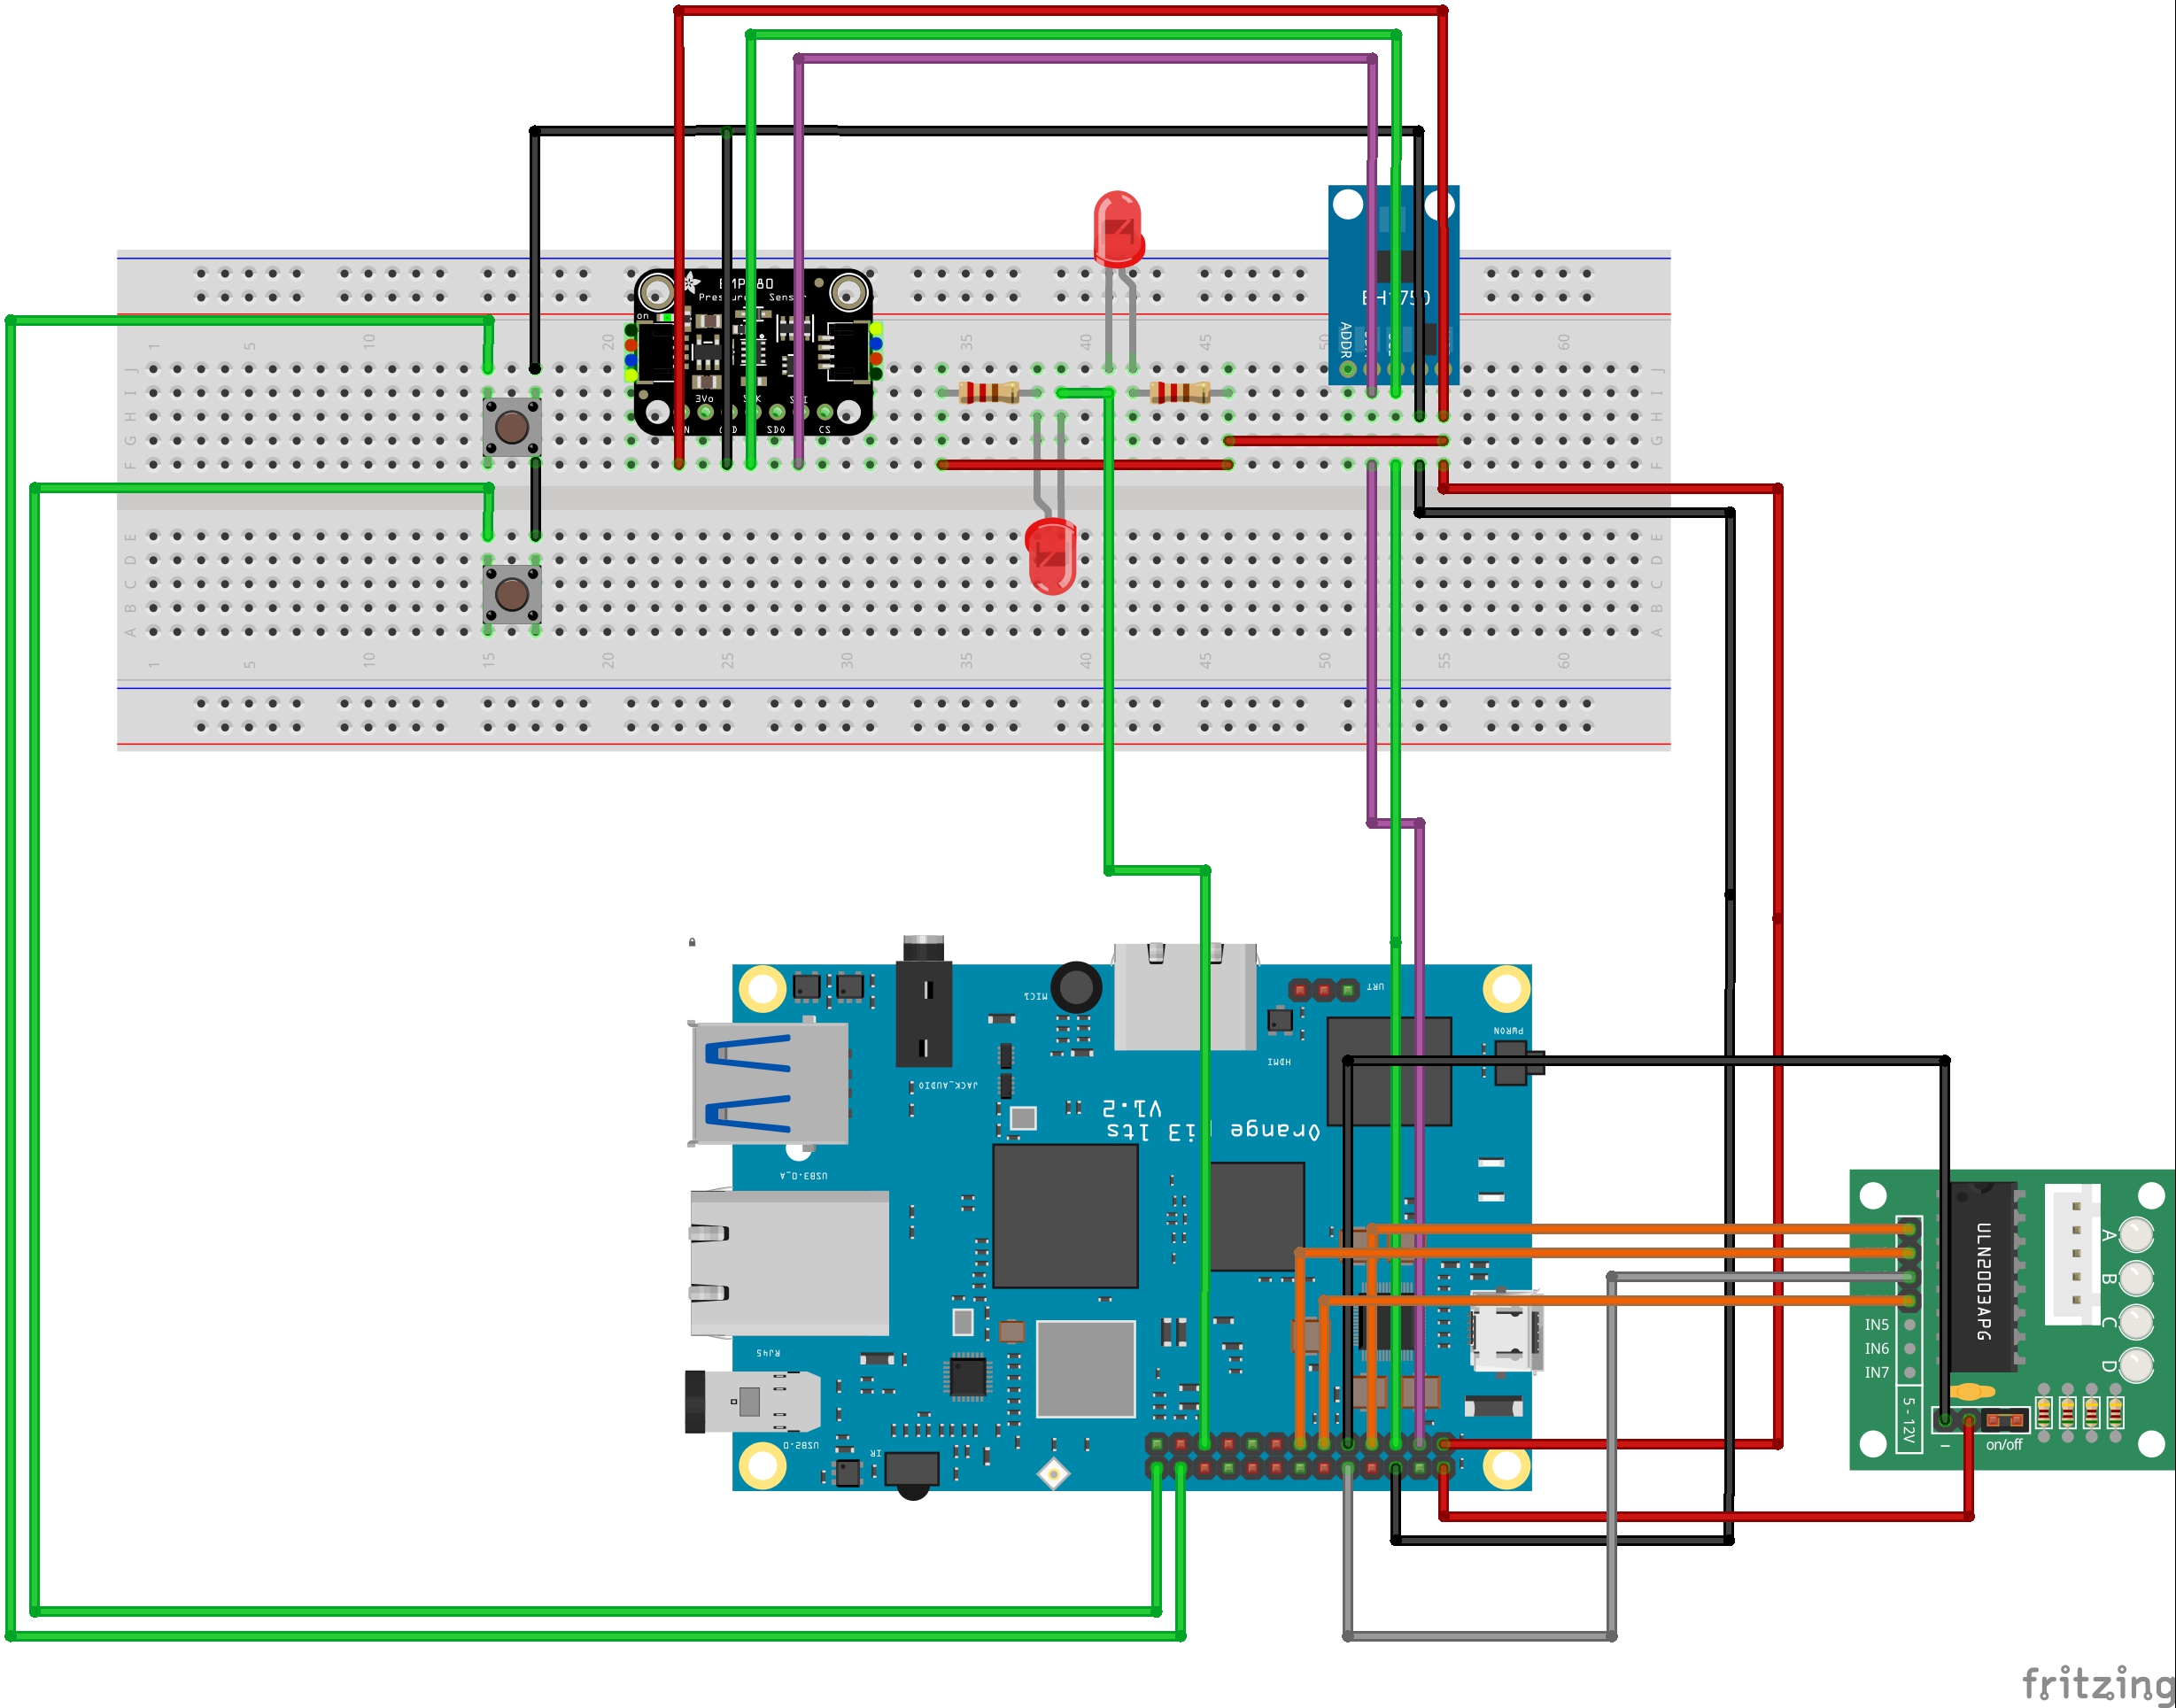 BMP280
Pressure Sensor
on
3Vo
SCK
SDI
VIN
GND
SDO
CS
BH1750
ADDR
1
5
10
20
35
40
45
50
60
J
I
H
G
F
J
I
H
G
F
E
D
C
B
A
E
D
C
B
A
1
5
10
15
20
25
30
35
40
45
50
55
60
MIC1
URT
PWRON
HDMI
JACK_AUDIO
Orange Pi3 lts
V1.2
USB3.0_A
RJ45
USB2.0
IR
ULN2003APG
A
B
C
D
IN5
IN6
IN7
5 - 12V
–
on/off
fritzing